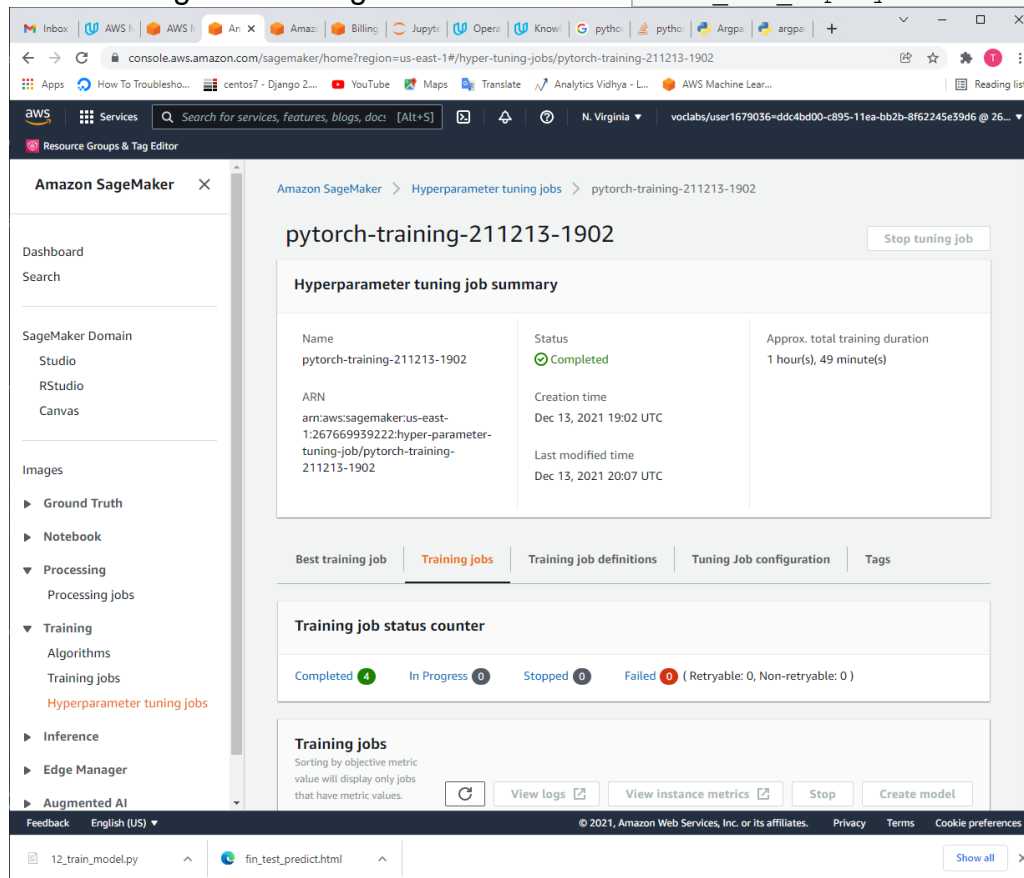 Inbox
AWS
AWS
An
Amaz
Billing
Jupyt
Opera
Knowl
pytho
pytho
Argpa
argpa
console.aws.amazon.com/sagemaker/home?region=us-east-1#/hyper-tuning-jobs/pytorch-training-211213-1902
T
Apps
How To Troublesho...
centos7 - Django 2....
YouTube
Maps
Translate
Analytics Vidhya - L...
AWS Machine Lear...
Reading list
aws
Services
Search for services, features, blogs, docs
[Alt+S]
N. Virginia
voclabs/user1679036=ddc4bd00-c895-11ea-bb2b-8f62245e39d6 @ 26...
Resource Groups & Tag Editor
Amazon SageMaker
Dashboard
Search
SageMaker Domain
Studio
RStudio
Canvas
Images
Ground Truth
Notebook
Processing
Processing jobs
Training
Algorithms
Training jobs
Hyperparameter tuning jobs
Inference
Edge Manager
Augmented AI
Amazon SageMaker > Hyperparameter tuning jobs > pytorch-training-211213-1902
pytorch-training-211213-1902
Stop tuning job
Hyperparameter tuning job summary
Name
pytorch-training-211213-1902
ARN
arn:aws:sagemaker:us-east-
1:267669939222:hyper-parameter-
tuning-job/pytorch-training-
211213-1902
Status
Completed
Creation time
Dec 13, 2021 19:02 UTC
Last modified time
Dec 13, 2021 20:07 UTC
Approx. total training duration
1 hour(s), 49 minute(s)
Best training job
Training jobs
Training job definitions
Tuning Job configuration
Tags
Training job status counter
Completed 4
In Progress 0
Stopped 0
Failed 0 ( Retryable: 0, Non-retryable: 0 )
Training jobs
Sorting by objective metric
value will display only jobs
that have metric values.
View logs
View instance metrics
Stop
Create model
Feedback
English (US)
© 2021, Amazon Web Services, Inc. or its affiliates.
Privacy
Terms
Cookie preferences
12_train_model.py
fin_test_predict.html
Show all